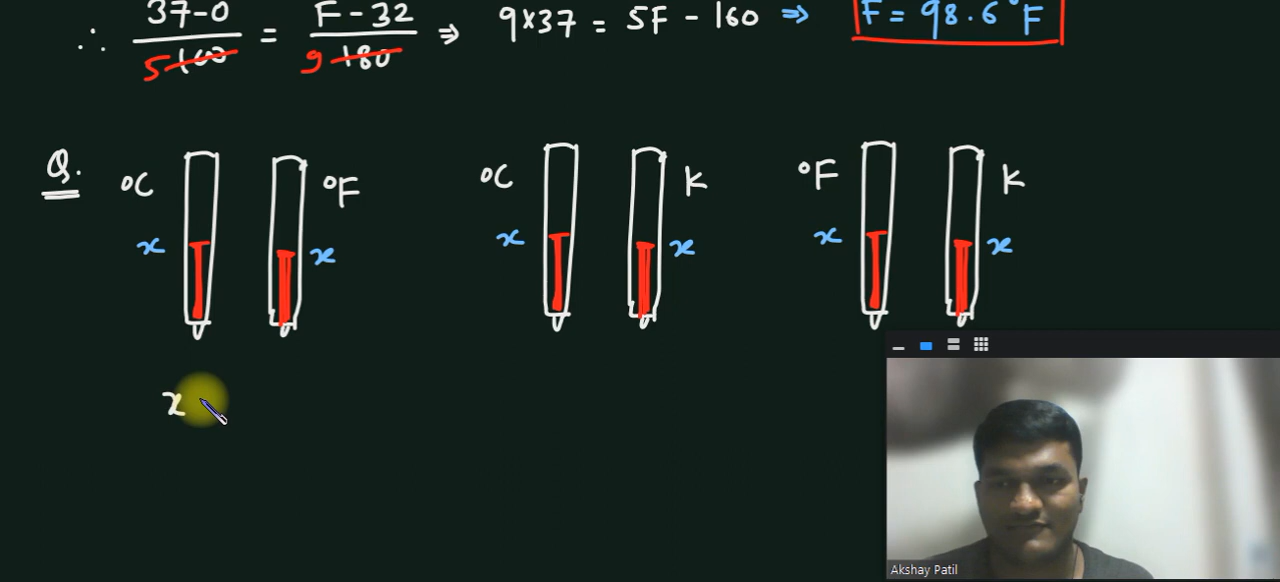 ∴ 37-0 / 5 100 = F-32 / 9 180 ⇒ 9×37 = 5F - 160 ⇒ F = 98.6°F
Q. °C °F °C K °F K
x x x x x x
x
Akshay Patil